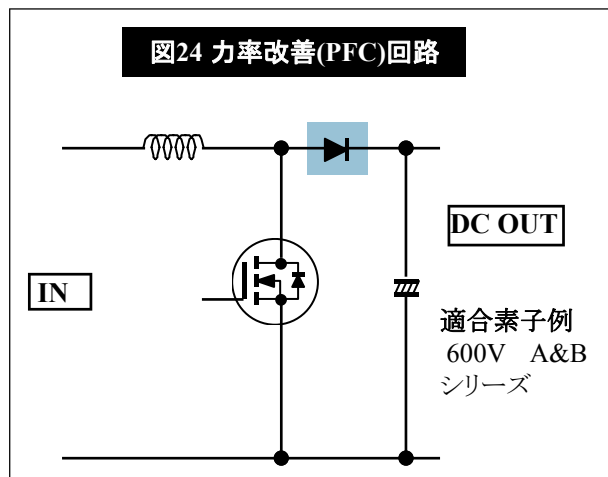 図24 力率改善(PFC)回路
DC OUT
IN
適合素子例
600V A&B
シリーズ